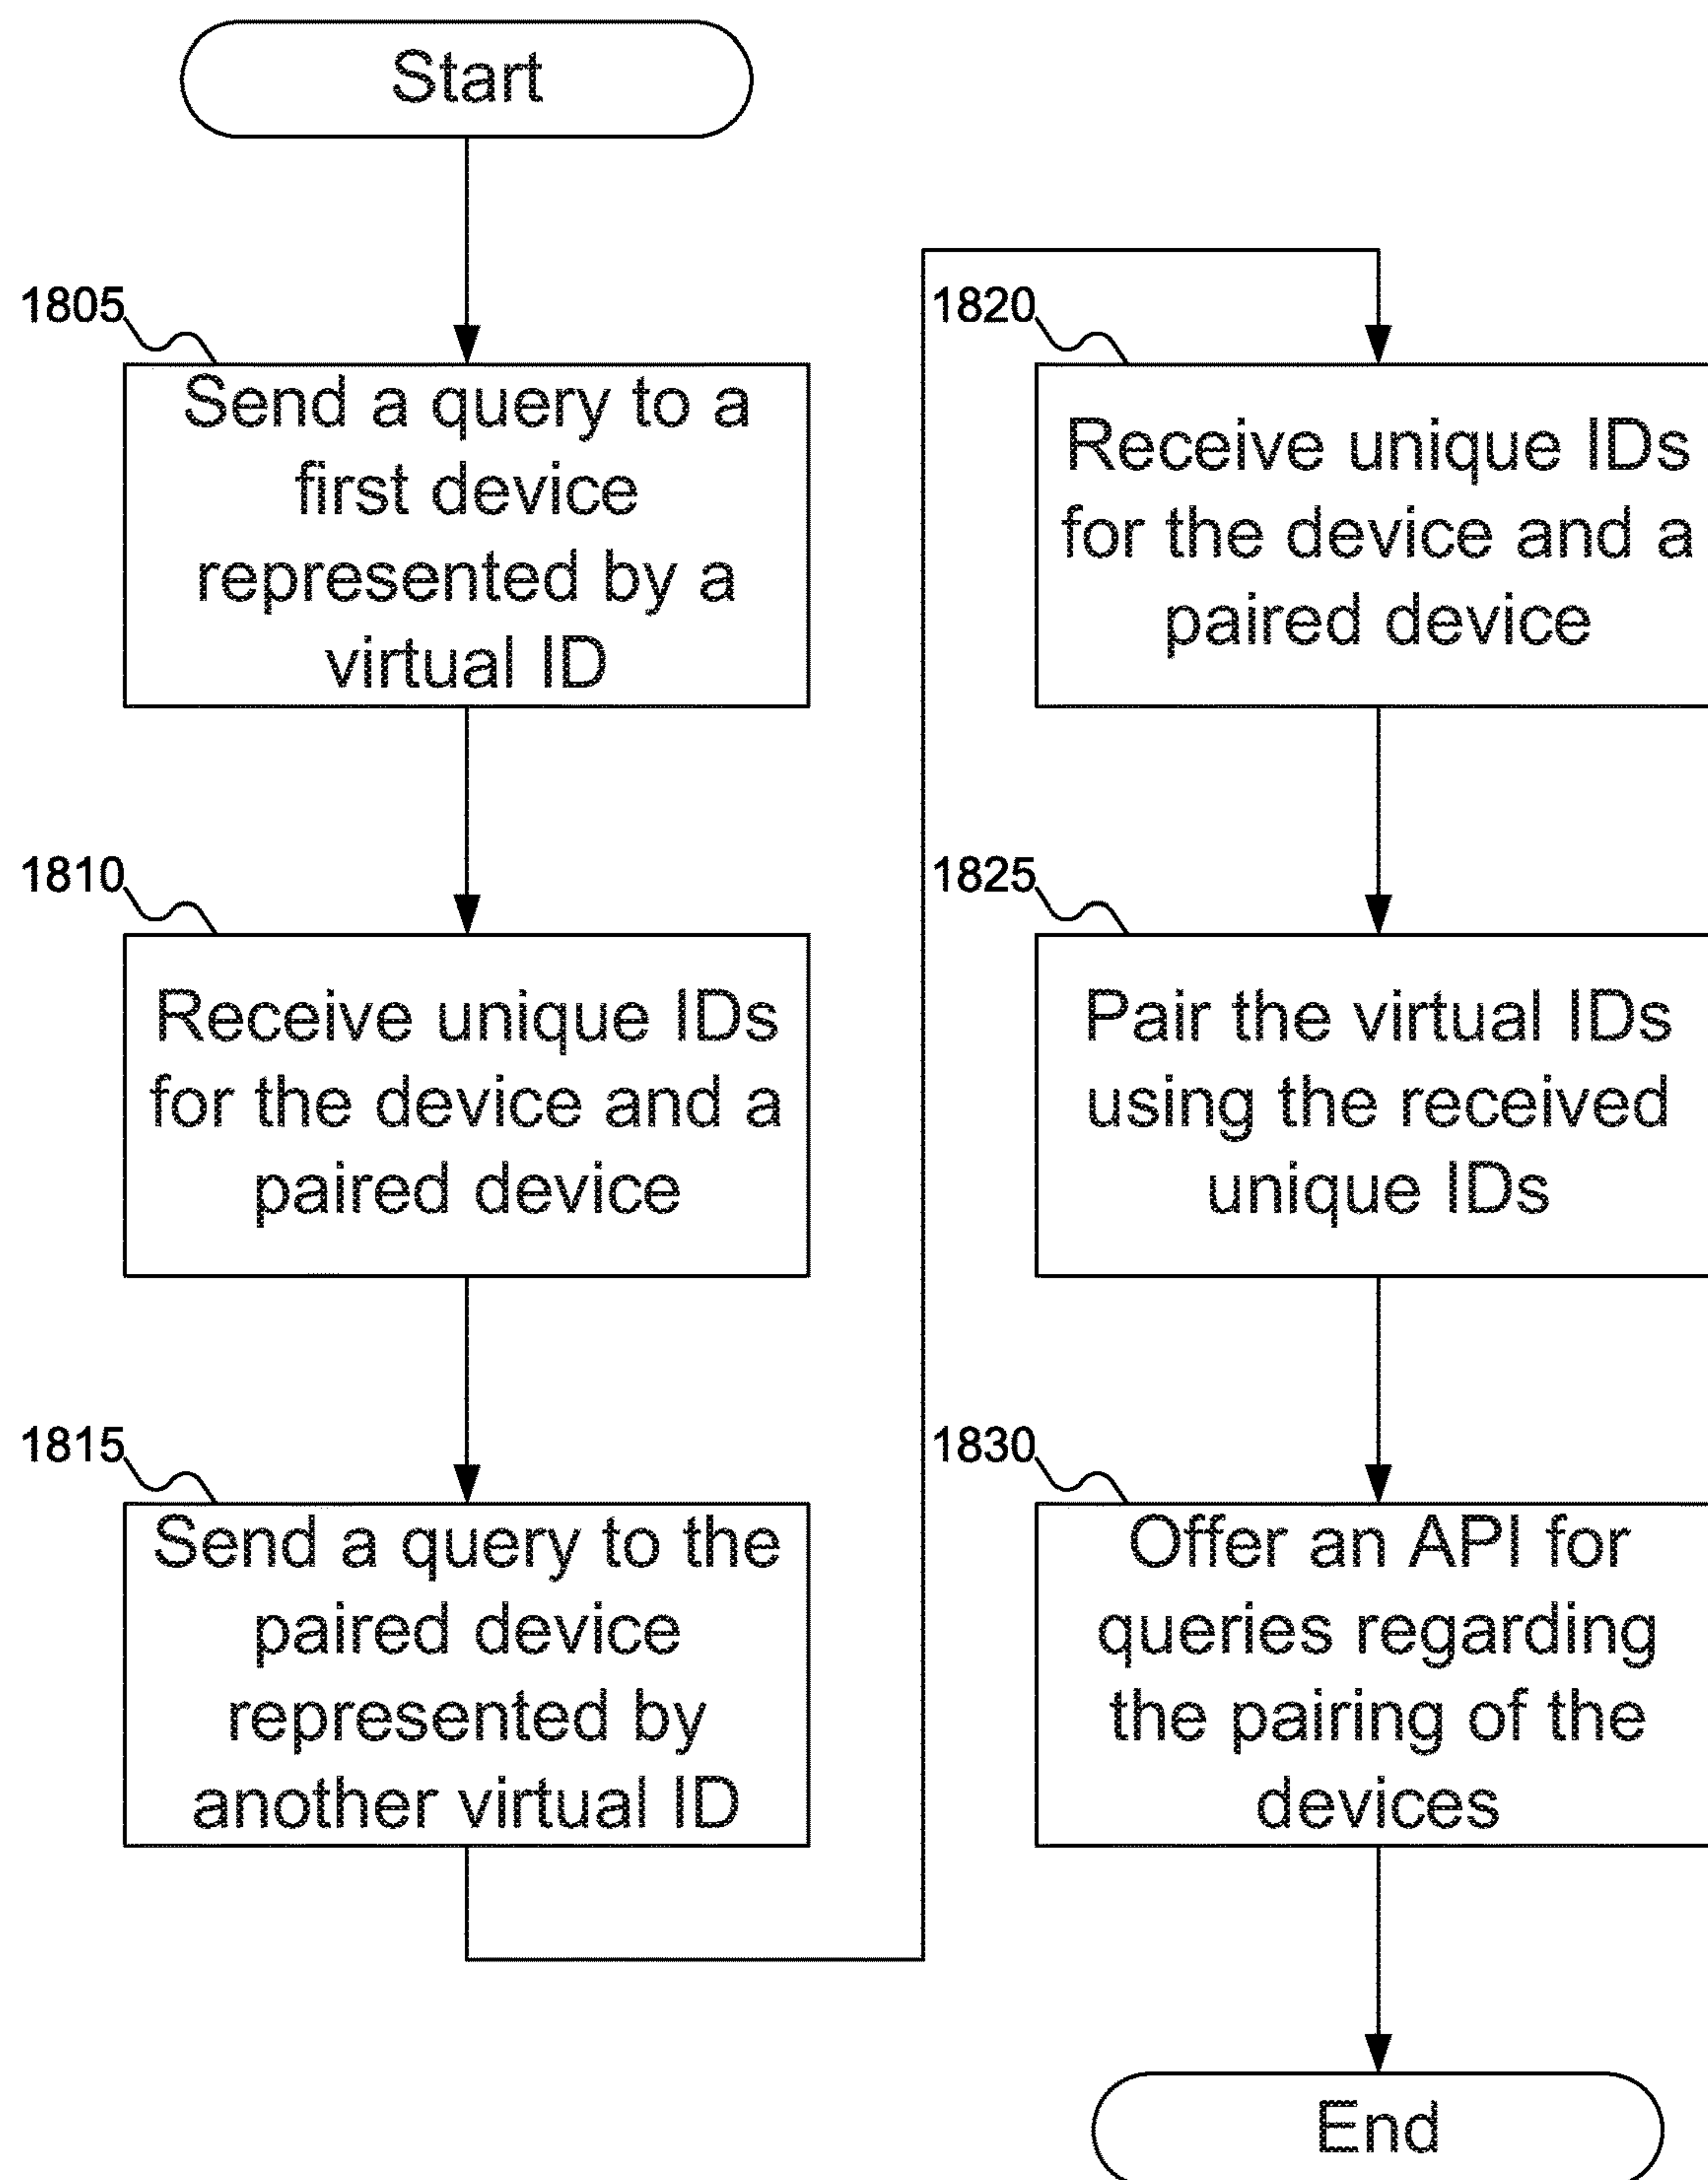 Start
1805
Send a query to a
first device
represented by a
virtual ID
1810
Receive unique IDs
for the device and a
paired device
1815
Send a query to the
paired device
represented by
another virtual ID
1820
Receive unique IDs
for the device and a
paired device
1825
Pair the virtual IDs
using the received
unique IDs
1830
Offer an API for
queries regarding
the pairing of the
devices
End